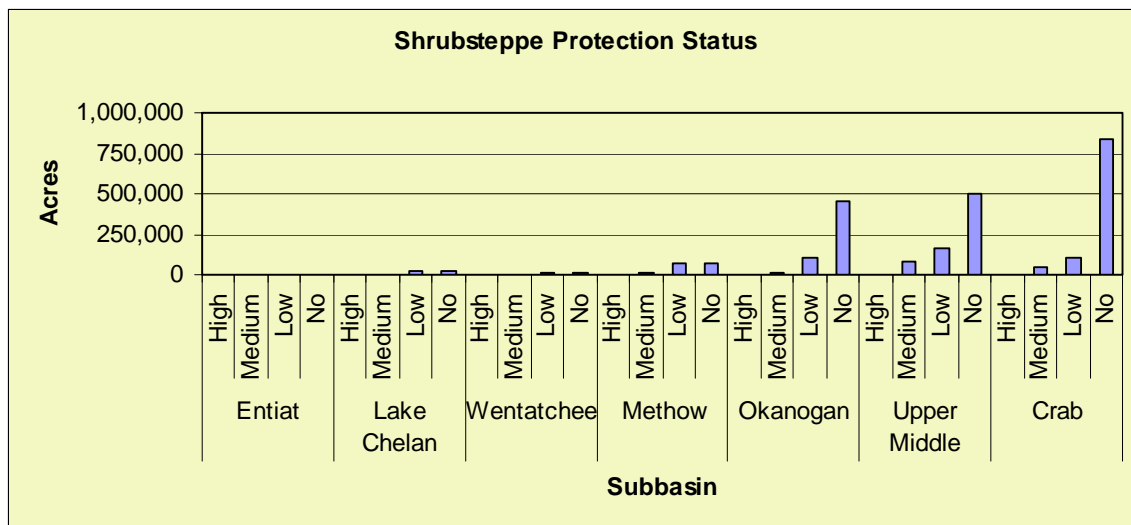 Shrubsteppe Protection Status
1,000,000
750,000
500,000
250,000
0
Acres
High Medium Low No High Medium Low No High Medium Low No High Medium Low No High Medium Low No High Medium Low No High Medium Low No
Entiat Lake Wentatchee Methow Okanogan Upper Crab
Chelan Middle
Subbasin